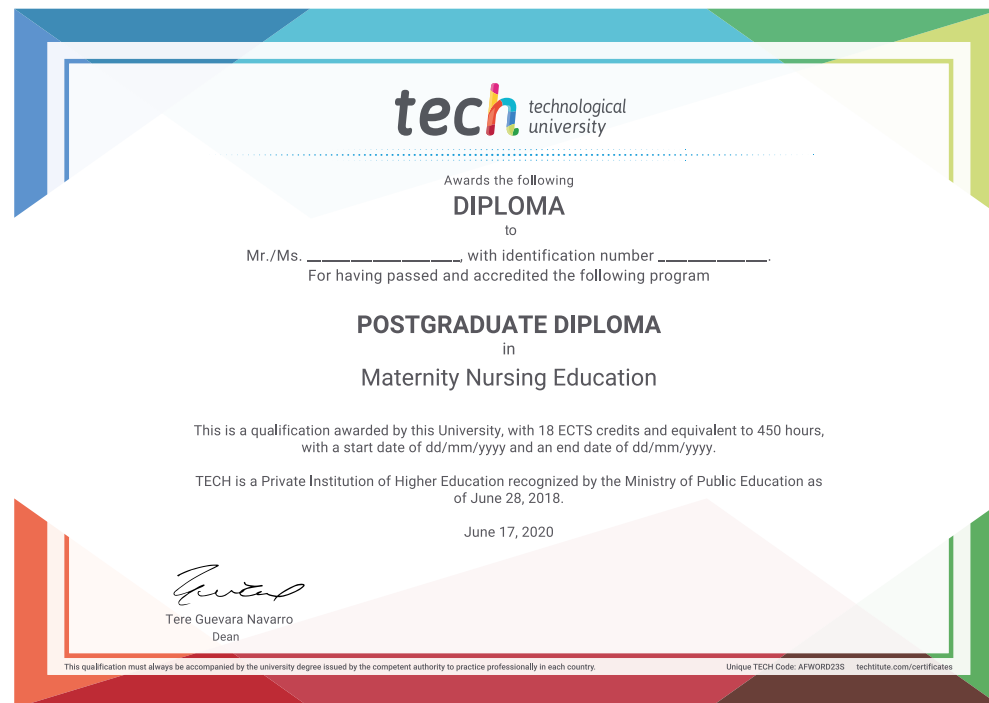 tech technological
university
Awards the following
DIPLOMA
to
Mr./Ms. ____________________, with identification number ______________.
For having passed and accredited the following program
POSTGRADUATE DIPLOMA
in
Maternity Nursing Education
This is a qualification awarded by this University, with 18 ECTS credits and equivalent to 450 hours,
with a start date of dd/mm/yyyy and an end date of dd/mm/yyyy.
TECH is a Private Institution of Higher Education recognized by the Ministry of Public Education as
of June 28, 2018.
June 17, 2020
Tere Guevara Navarro
Dean
This qualification must always be accompanied by the university degree issued by the competent authority to practice professionally in each country.
Unique TECH Code: AFWORD23S techtitute.com/certificates